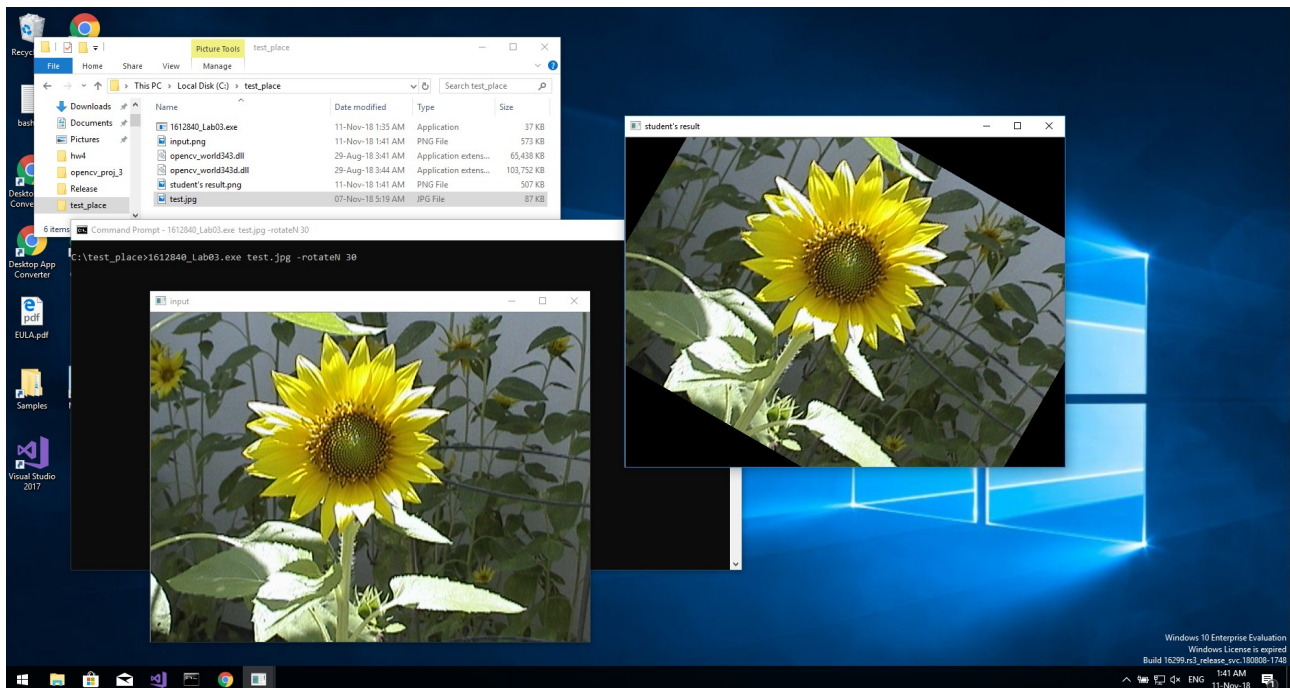 Recyc
bash
Desktop
Conve
Desktop App
Converter
EULA.pdf
pdf
Samples
Visual Studio
2017
Picture Tools test_place
File Home Share View Manage
This PC › Local Disk (C:) › test_place Search test_place
Downloads
Documents
Pictures
hw4
opencv_proj_3
Release
test_place
Name Date modified Type Size
1612840_Lab03.exe 11-Nov-18 1:35 AM Application 37 KB
input.png 11-Nov-18 1:41 AM PNG File 573 KB
opencv_world343.dll 29-Aug-18 3:41 AM Application extens... 65,438 KB
opencv_world343d.dll 29-Aug-18 3:44 AM Application extens... 103,752 KB
student's result.png 11-Nov-18 1:41 AM PNG File 507 KB
test.jpg 07-Nov-18 5:19 AM JPG File 87 KB
6 items
Command Prompt - 1612840_Lab03.exe test.jpg -rotateN 30
C:\test_place>1612840_Lab03.exe test.jpg -rotateN 30
input
student's result
Windows 10 Enterprise Evaluation
Windows License is expired
Build 16299.rs3_release_svc.180808-1748
ENG
1:41 AM
11-Nov-18